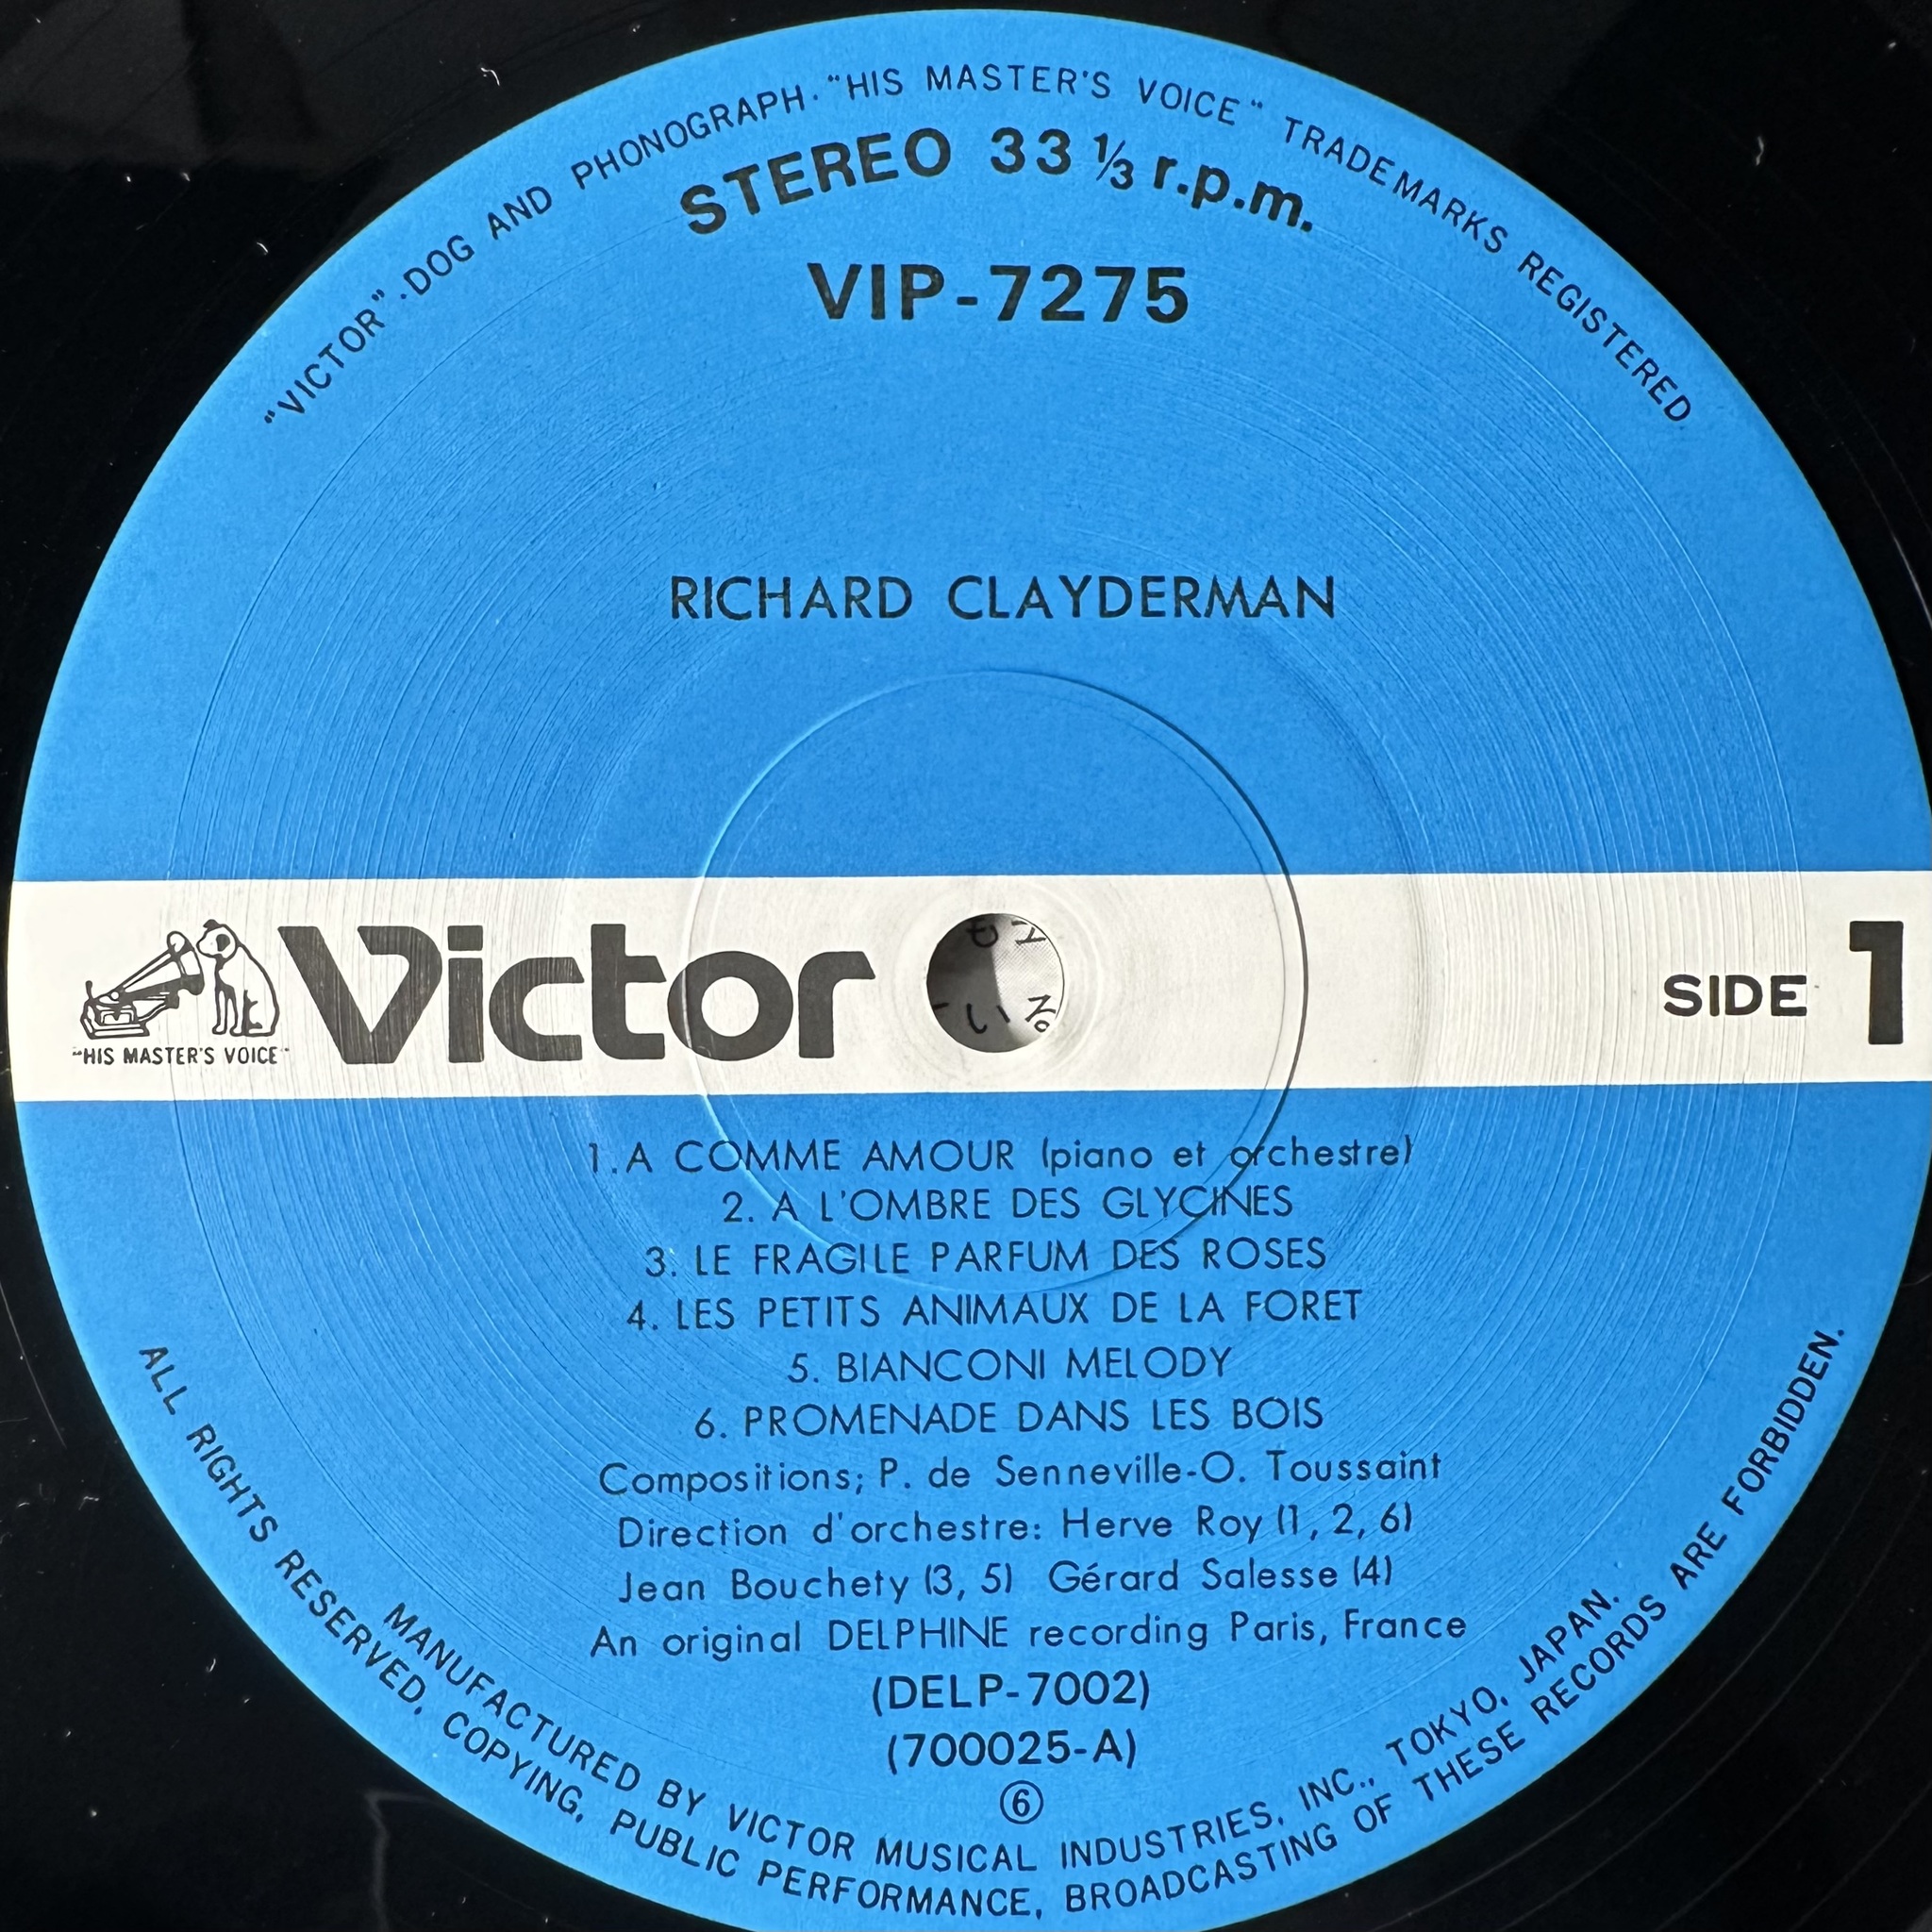 "VICTOR"·DOG AND PHONOGRAPH·"HIS MASTER'S VOICE" TRADEMARKS REGISTERED.
STEREO 33 ⅓ r.p.m.
VIP-7275
RICHARD CLAYDERMAN
Victor
"HIS MASTER'S VOICE"
SIDE 1
1. A COMME AMOUR (piano et orchestre)
2. A L'OMBRE DES GLYCINES
3. LE FRAGILE PARFUM DES ROSES
4. LES PETITS ANIMAUX DE LA FORET
5. BIANCONI MELODY
6. PROMENADE DANS LES BOIS
Compositions; P. de Senneville-O. Toussaint
Direction d'orchestre: Herve Roy (1, 2, 6)
Jean Bouchety (3, 5) Gérard Salesse (4)
An original DELPHINE recording Paris, France
(DELP-7002)
(700025-A)
⑥
MANUFACTURED BY VICTOR MUSICAL INDUSTRIES, INC., TOKYO, JAPAN.
ALL RIGHTS RESERVED, COPYING, PUBLIC PERFORMANCE, BROADCASTING OF THESE RECORDS ARE FORBIDDEN.